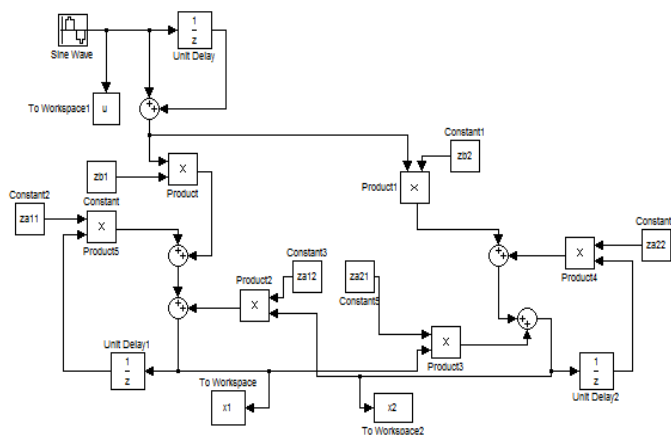 1
z
Sine Wave
Unit Delay
To Workspace1
u
Constant1
zb2
zb1
X
Product
Product1
X
Constant2
Constant
za11
X
Product5
Constant
za22
X
Product4
Constant3
za12
Product2
X
za21
Constant5
X
Product3
Unit Delay1
1
z
1
z
Unit Delay2
To Workspace
x1
x2
To Workspace2